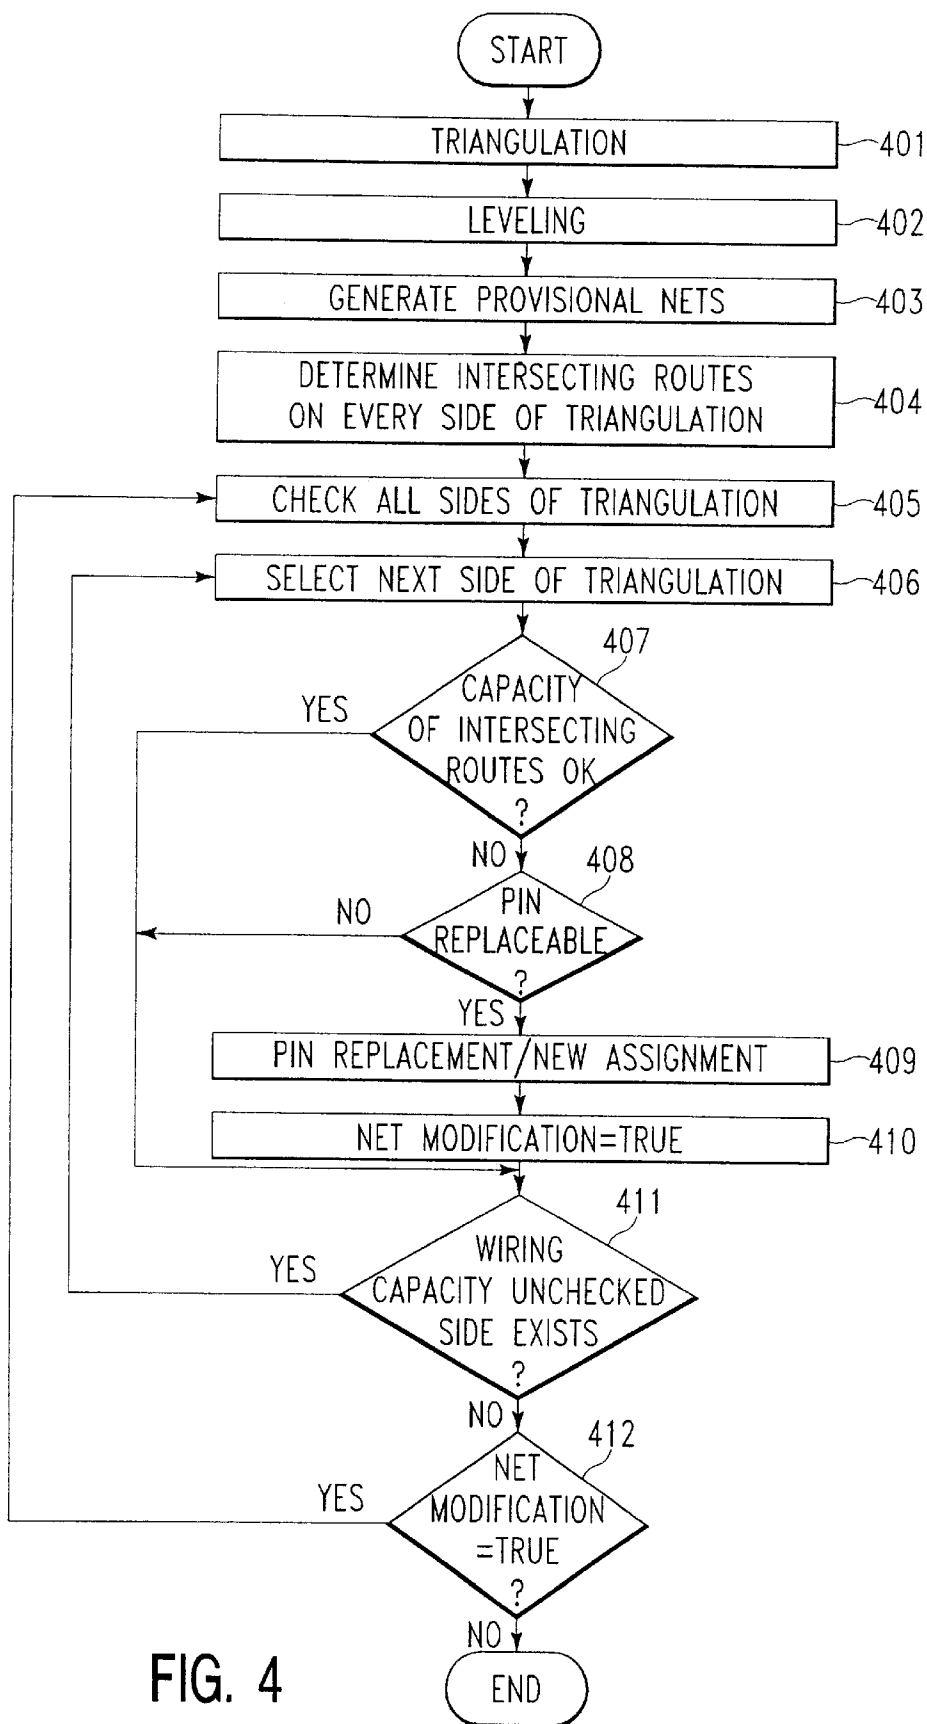 START
TRIANGULATION
401
LEVELING
402
GENERATE PROVISIONAL NETS
403
DETERMINE INTERSECTING ROUTES
ON EVERY SIDE OF TRIANGULATION
404
CHECK ALL SIDES OF TRIANGULATION
405
SELECT NEXT SIDE OF TRIANGULATION
406
407
YES
CAPACITY
OF INTERSECTING
ROUTES OK
?
NO
408
NO
PIN
REPLACEABLE
?
YES
PIN REPLACEMENT/NEW ASSIGNMENT
409
NET MODIFICATION=TRUE
410
411
YES
WIRING
CAPACITY UNCHECKED
SIDE EXISTS
?
NO
412
YES
NET
MODIFICATION
=TRUE
?
NO
END
FIG. 4